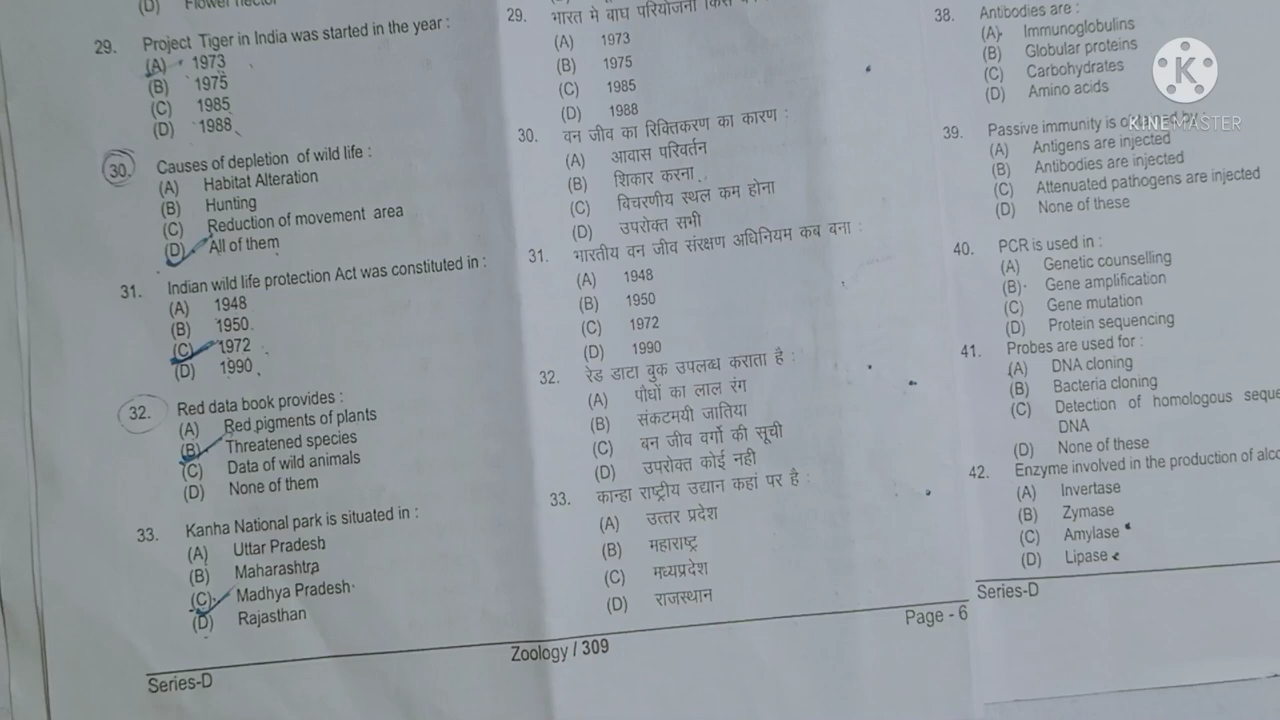 (D) Flower nectar
29. Project Tiger in India was started in the year :
(A) 1973
(B) 1975
(C) 1985
(D) 1988
30. Causes of depletion of wild life :
(A) Habitat Alteration
(B) Hunting
(C) Reduction of movement area
(D) All of them
31. Indian wild life protection Act was constituted in :
(A) 1948
(B) 1950
(C) 1972
(D) 1990
32. Red data book provides :
(A) Red pigments of plants
(B) Threatened species
(C) Data of wild animals
(D) None of them
33. Kanha National park is situated in :
(A) Uttar Pradesh
(B) Maharashtra
(C) Madhya Pradesh
(D) Rajasthan
29. भारत मे बाघ परियोजना किस
(A) 1973
(B) 1975
(C) 1985
(D) 1988
30. वन जीव का रिक्तिकरण का कारण :
(A) आवास परिवर्तन
(B) शिकार करना
(C) विचरणीय स्थल कम होना
(D) उपरोक्त सभी
31. भारतीय वन जीव संरक्षण अधिनियम कब बना :
(A) 1948
(B) 1950
(C) 1972
(D) 1990
32. रेड डाटा बुक उपलब्ध कराता है :
(A) पौधों का लाल रंग
(B) संकटमयी जातिया
(C) बन जीव वर्गो की सूची
(D) उपरोक्त कोई नही
33. कान्हा राष्ट्रीय उद्यान कहां पर है :
(A) उत्तर प्रदेश
(B) महाराष्ट्र
(C) मध्यप्रदेश
(D) राजस्थान
38. Antibodies are :
(A) Immunoglobulins
(B) Globular proteins
(C) Carbohydrates
(D) Amino acids
39. Passive immunity is
(A) Antigens are injected
(B) Antibodies are injected
(C) Attenuated pathogens are injected
(D) None of these
40. PCR is used in :
(A) Genetic counselling
(B) Gene amplification
(C) Gene mutation
(D) Protein sequencing
41. Probes are used for :
(A) DNA cloning
(B) Bacteria cloning
(C) Detection of homologous
DNA
(D) None of these
42. Enzyme involved in the production of
(A) Invertase
(B) Zymase
(C) Amylase
(D) Lipase
Series-D
Zoology / 309
Page - 6
Series-D
K
KINEMASTER